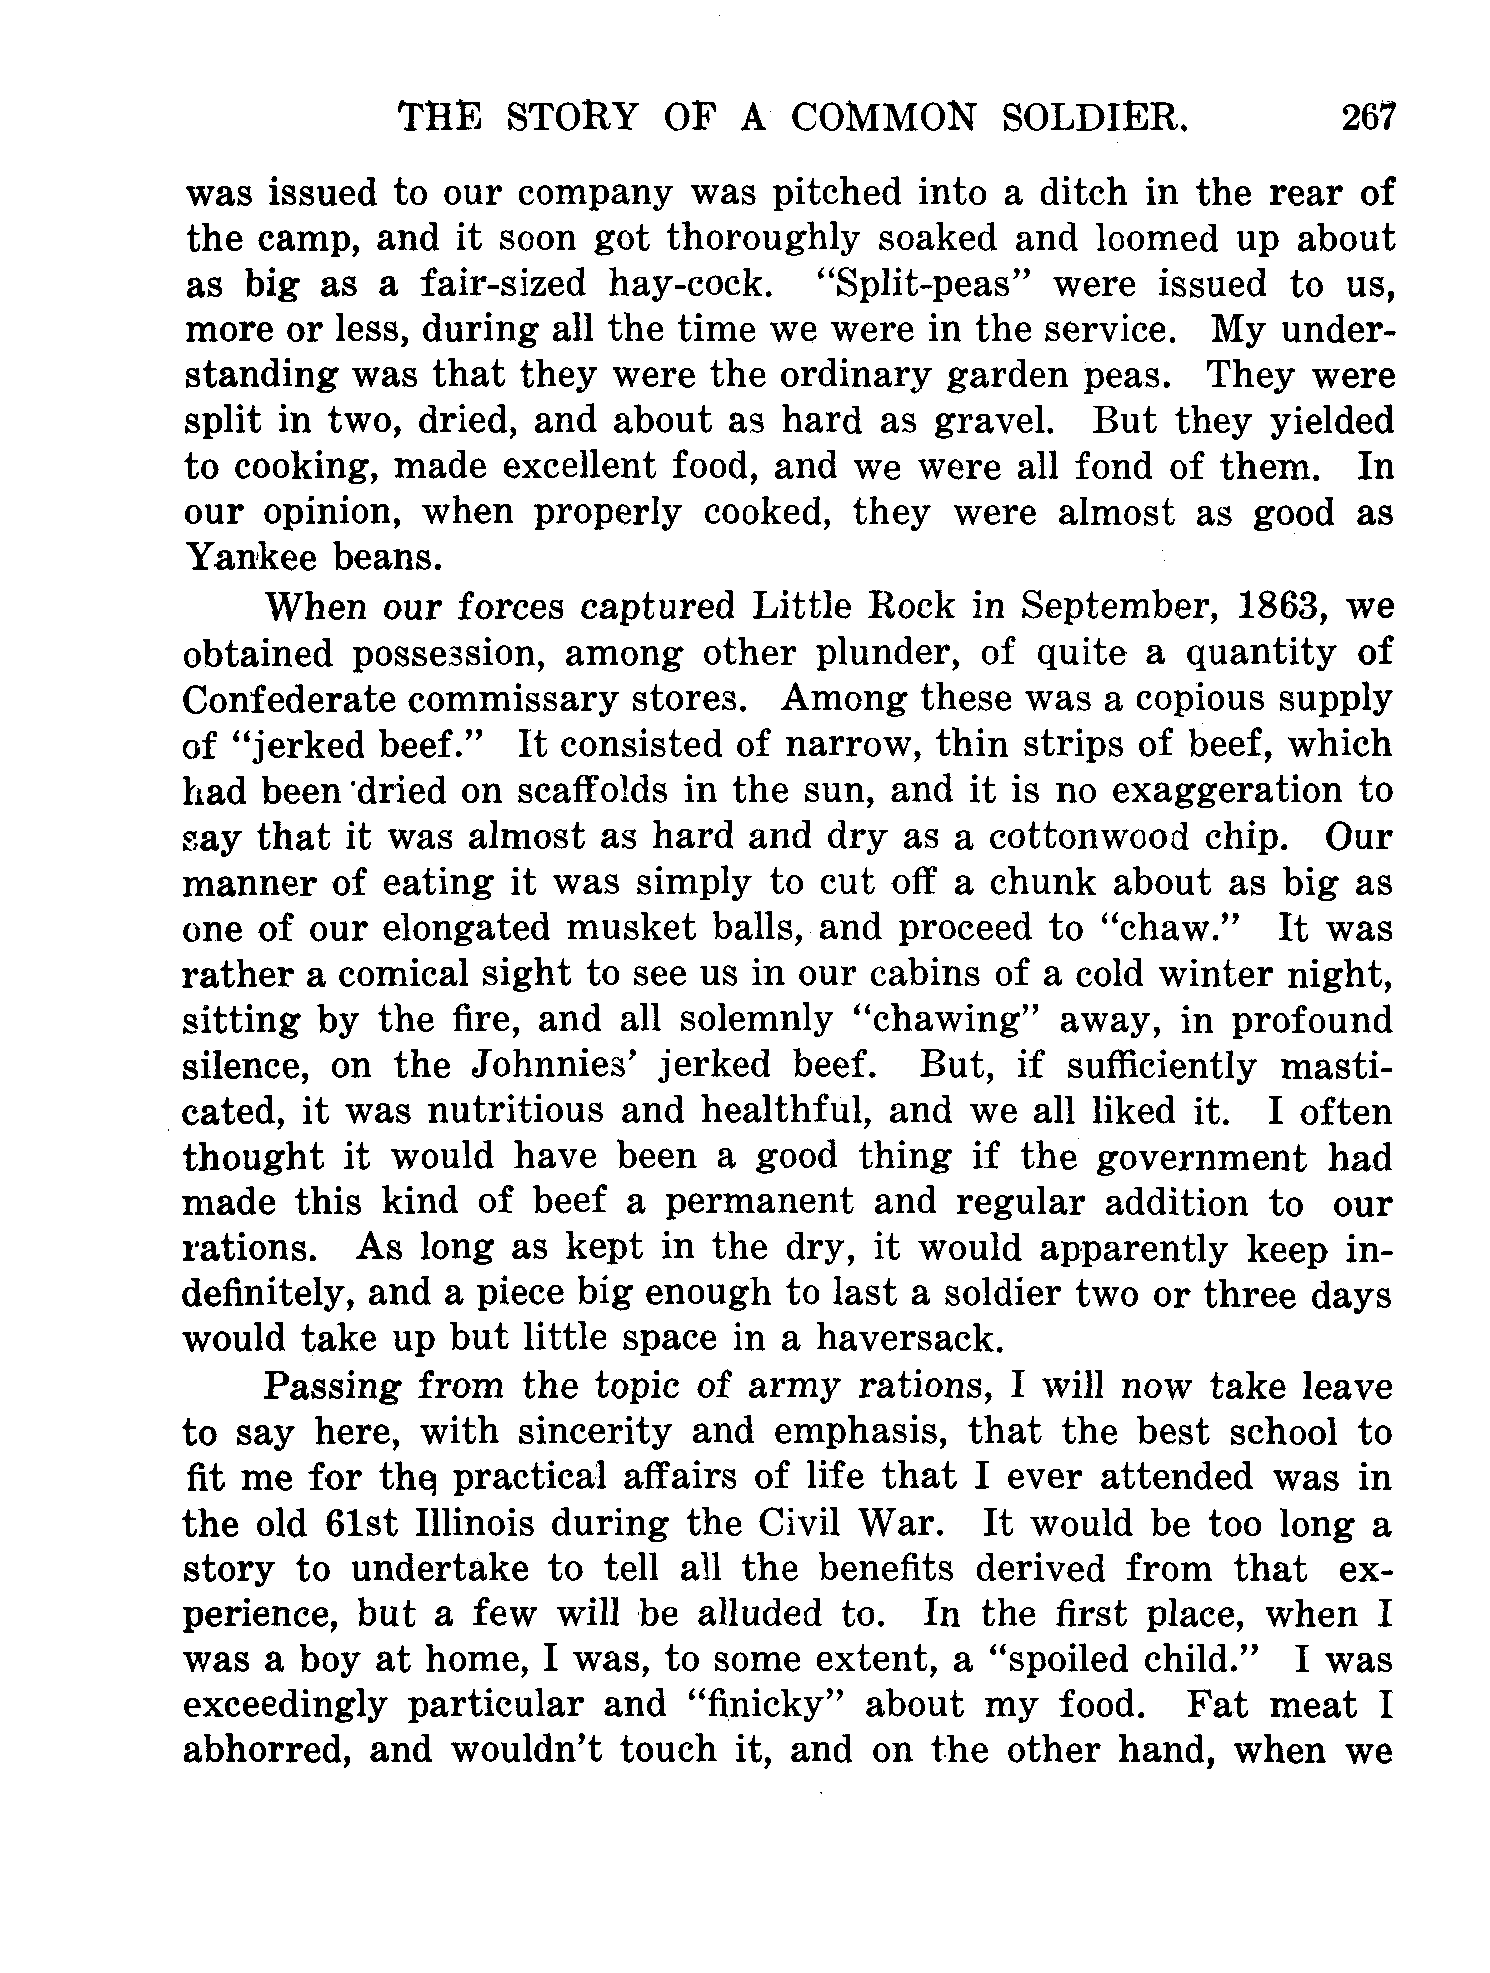 THE STORY OF A COMMON SOLDIER. 267
was issued to our company was pitched into a ditch in the rear of
the camp, and it soon got thoroughly soaked and loomed up about
as big as a fair-sized hay-cock. “Split-peas” were issued to us,
more or less, during all the time we were in the service. My under-
standing was that they were the ordinary garden peas. They were
split in two, dried, and about as hard as gravel. But they yielded
to cooking, made excellent food, and we were all fond of them. In
our opinion, when properly cooked, they were almost as good as
Yankee beans.
When our forces captured Little Rock in September, 1863, we
obtained possession, among other plunder, of quite a quantity of
Confederate commissary stores. Among these was a copious supply
of “jerked beef.” It consisted of narrow, thin strips of beef, which
had been dried on scaffolds in the sun, and it is no exaggeration to
say that it was almost as hard and dry as a cottonwood chip. Our
manner of eating it was simply to cut off a chunk about as big as
one of our elongated musket balls, and proceed to “chaw.” It was
rather a comical sight to see us in our cabins of a cold winter night,
sitting by the fire, and all solemnly “chawing” away, in profound
silence, on the Johnnies’ jerked beef. But, if sufficiently masti-
cated, it was nutritious and healthful, and we all liked it. I often
thought it would have been a good thing if the government had
made this kind of beef a permanent and regular addition to our
rations. As long as kept in the dry, it would apparently keep in-
definitely, and a piece big enough to last a soldier two or three days
would take up but little space in a haversack.
Passing from the topic of army rations, I will now take leave
to say here, with sincerity and emphasis, that the best school to
fit me for the practical affairs of life that I ever attended was in
the old 61st Illinois during the Civil War. It would be too long a
story to undertake to tell all the benefits derived from that ex-
perience, but a few will be alluded to. In the first place, when I
was a boy at home, I was, to some extent, a “spoiled child.” I was
exceedingly particular and “finicky” about my food. Fat meat I
abhorred, and wouldn’t touch it, and on the other hand, when we